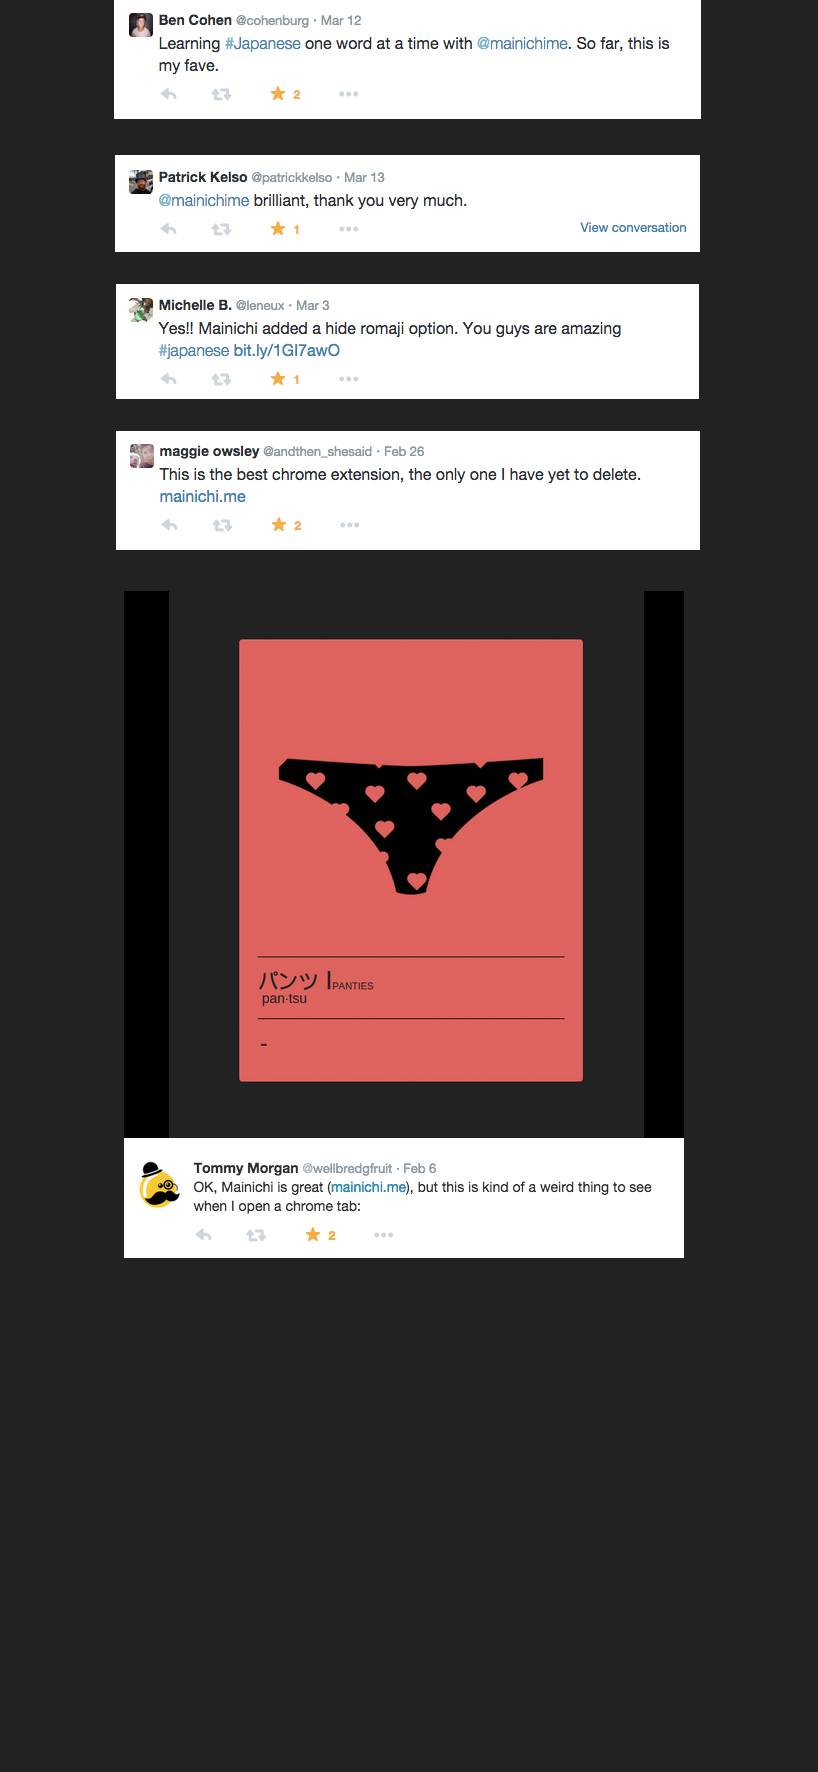 Ben Cohen @cohenburg · Mar 12
Learning #Japanese one word at a time with @mainichime. So far, this is
my fave.
2
Patrick Kelso @patrickkelso · Mar 13
@mainichime brilliant, thank you very much.
1
View conversation
Michelle B. @leneux · Mar 3
Yes!! Mainichi added a hide romaji option. You guys are amazing
#japanese bit.ly/1Gl7awO
1
maggie owsley @andthen_shesaid · Feb 26
This is the best chrome extension, the only one I have yet to delete.
mainichi.me
2
パンツ | PANTIES
pan·tsu
-
Tommy Morgan @wellbredgfruit · Feb 6
OK, Mainichi is great (mainichi.me), but this is kind of a weird thing to see
when I open a chrome tab:
2